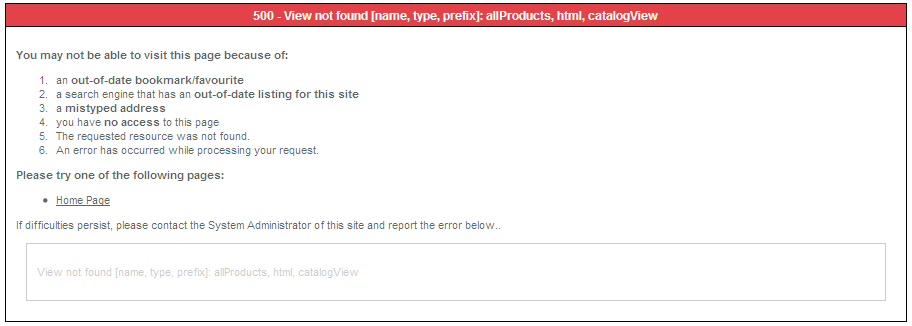 500 - View not found [name, type, prefix]: allProducts, html, catalogView
You may not be able to visit this page because of:
1. an out-of-date bookmark/favourite
2. a search engine that has an out-of-date listing for this site
3. a mistyped address
4. you have no access to this page
5. The requested resource was not found.
6. An error has occurred while processing your request.
Please try one of the following pages:
• Home Page
If difficulties persist, please contact the System Administrator of this site and report the error below..
View not found [name, type, prefix]: allProducts, html, catalogView